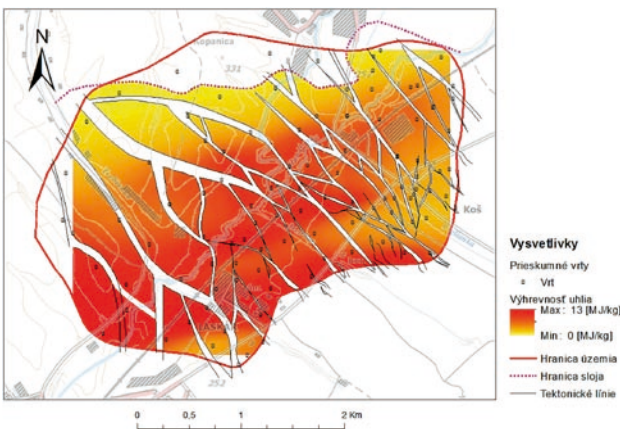 N
Kopanica
331
Koš
LASKÁR
252
Vysvetlivky
Prieskumné vrty
Vrt
Výhrevnosť uhlia
Max : 13 [MJ/kg]
Min : 0 [MJ/kg]
Hranica územia
Hranica sloja
Tektonické línie
0 0,5 1 2 Km